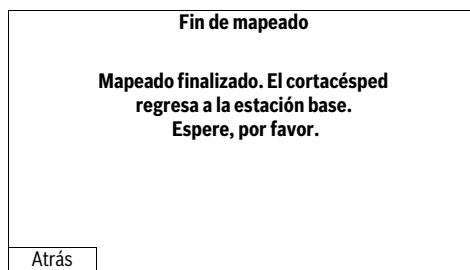 Fin de mapeado
Mapeado finalizado. El cortacésped
regresa a la estación base.
Espere, por favor.
Atrás